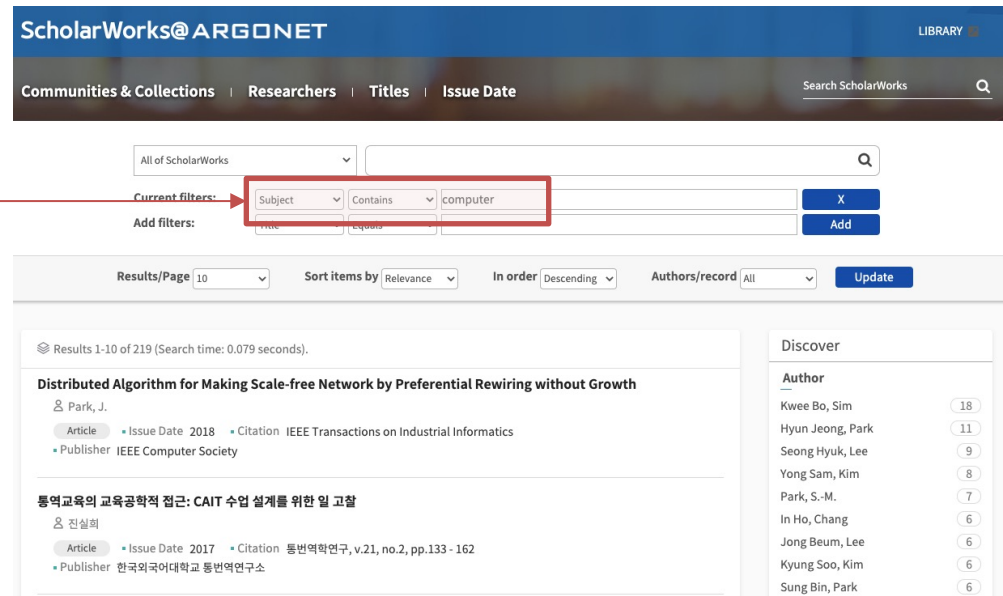 ScholarWorks@ARGONET
LIBRARY
Communities & Collections | Researchers | Titles | Issue Date
Search ScholarWorks
All of ScholarWorks
Current filters: Subject Contains computer X
Add filters: Title Equals Add
Results/Page 10 Sort items by Relevance In order Descending Authors/record All Update
Results 1-10 of 219 (Search time: 0.079 seconds).
Distributed Algorithm for Making Scale-free Network by Preferential Rewiring without Growth
Park, J.
Article ▪ Issue Date 2018 ▪ Citation IEEE Transactions on Industrial Informatics
▪ Publisher IEEE Computer Society
통역교육의 교육공학적 접근: CAIT 수업 설계를 위한 일 고찰
진실희
Article ▪ Issue Date 2017 ▪ Citation 통번역학연구, v.21, no.2, pp.133 - 162
▪ Publisher 한국외국어대학교 통번역연구소
Discover
Author
Kwee Bo, Sim 18
Hyun Jeong, Park 11
Seong Hyuk, Lee 9
Yong Sam, Kim 8
Park, S.-M. 7
In Ho, Chang 6
Jong Beum, Lee 6
Kyung Soo, Kim 6
Sung Bin, Park 6